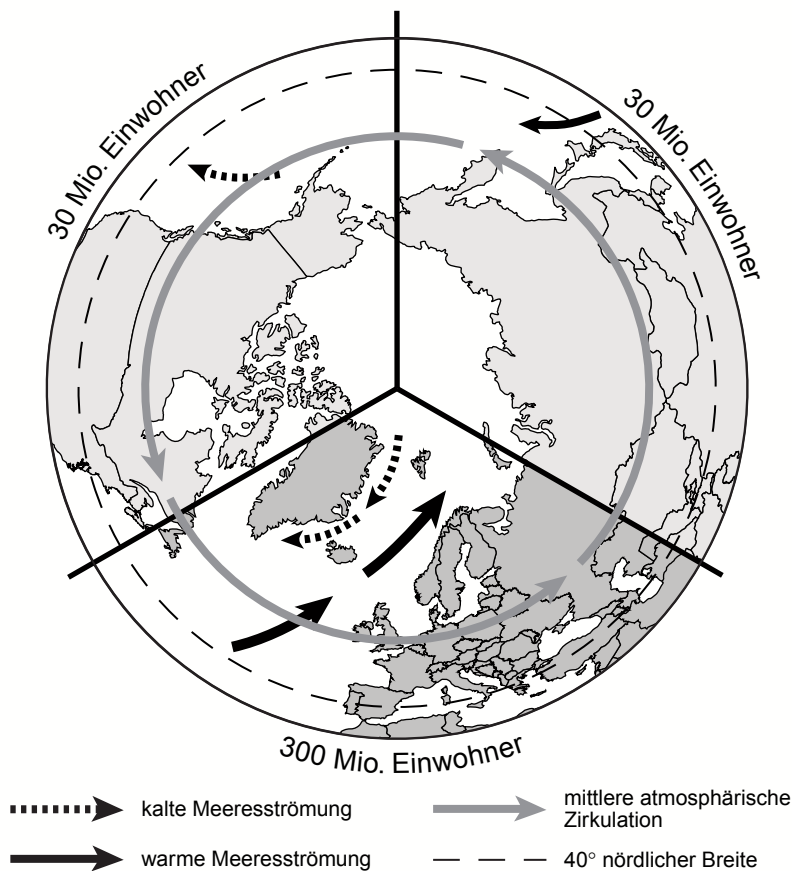 30 Mio. Einwohner
30 Mio. Einwohner
300 Mio. Einwohner
kalte Meeresströmung
warme Meeresströmung
mittlere atmosphärische
Zirkulation
40° nördlicher Breite